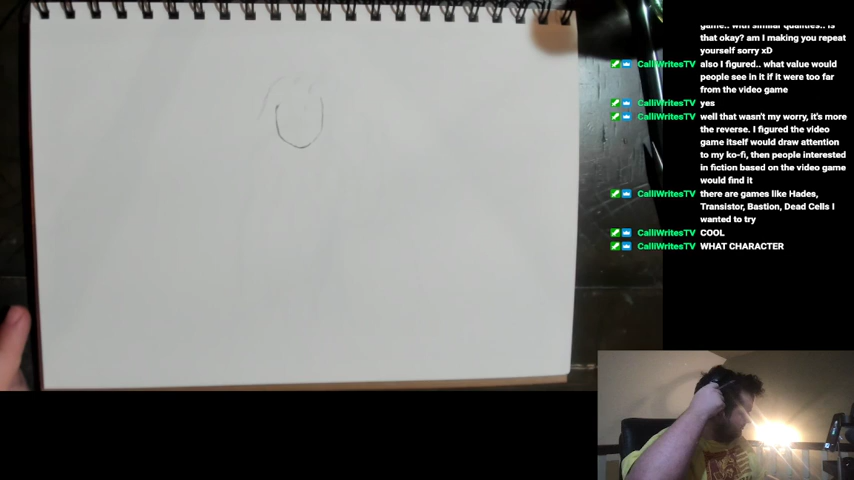 game.. with similar qualities.. is
that okay? am I making you repeat
yourself sorry xD
CalliWritesTV also I figured.. what value would
people see in it if it were too far
from the video game
CalliWritesTV yes
CalliWritesTV well that wasn't my worry, it's more
the reverse. I figured the video
game itself would draw attention
to my ko-fi, then people interested
in fiction based on the video game
would find it
CalliWritesTV there are games like Hades,
Transistor, Bastion, Dead Cells I
wanted to try
CalliWritesTV COOL
CalliWritesTV WHAT CHARACTER